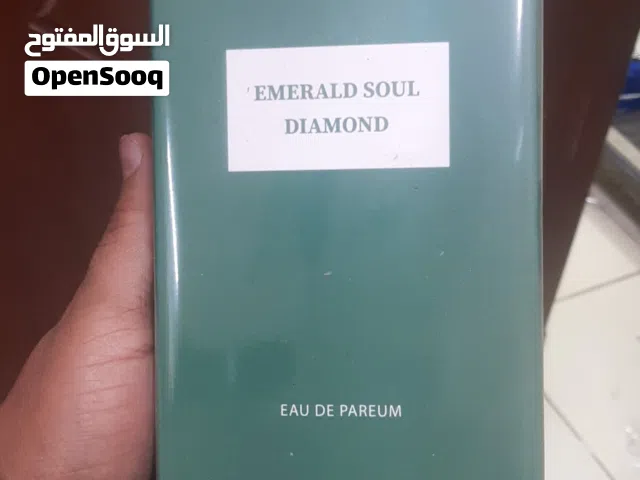 السوق المفتوح
OpenSooq
EMERALD SOUL
DIAMOND
EAU DE PAREUM